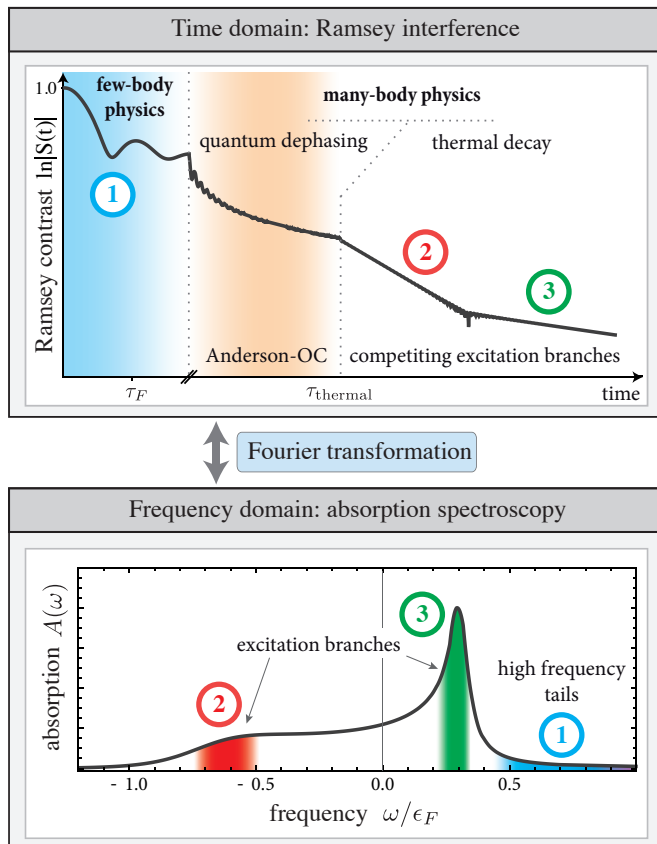 Time domain: Ramsey interference
Ramsey contrast ln|S(t)|
1.0
few-body
physics
many-body physics
quantum dephasing
thermal decay
1
2
3
Anderson-OC
competiting excitation branches
τ_F
τ_thermal
time
Fourier transformation
Frequency domain: absorption spectroscopy
absorption A(ω)
3
excitation branches
high frequency
tails
2
1
- 1.0
-0.5
0.0
0.5
frequency ω/ϵ_F